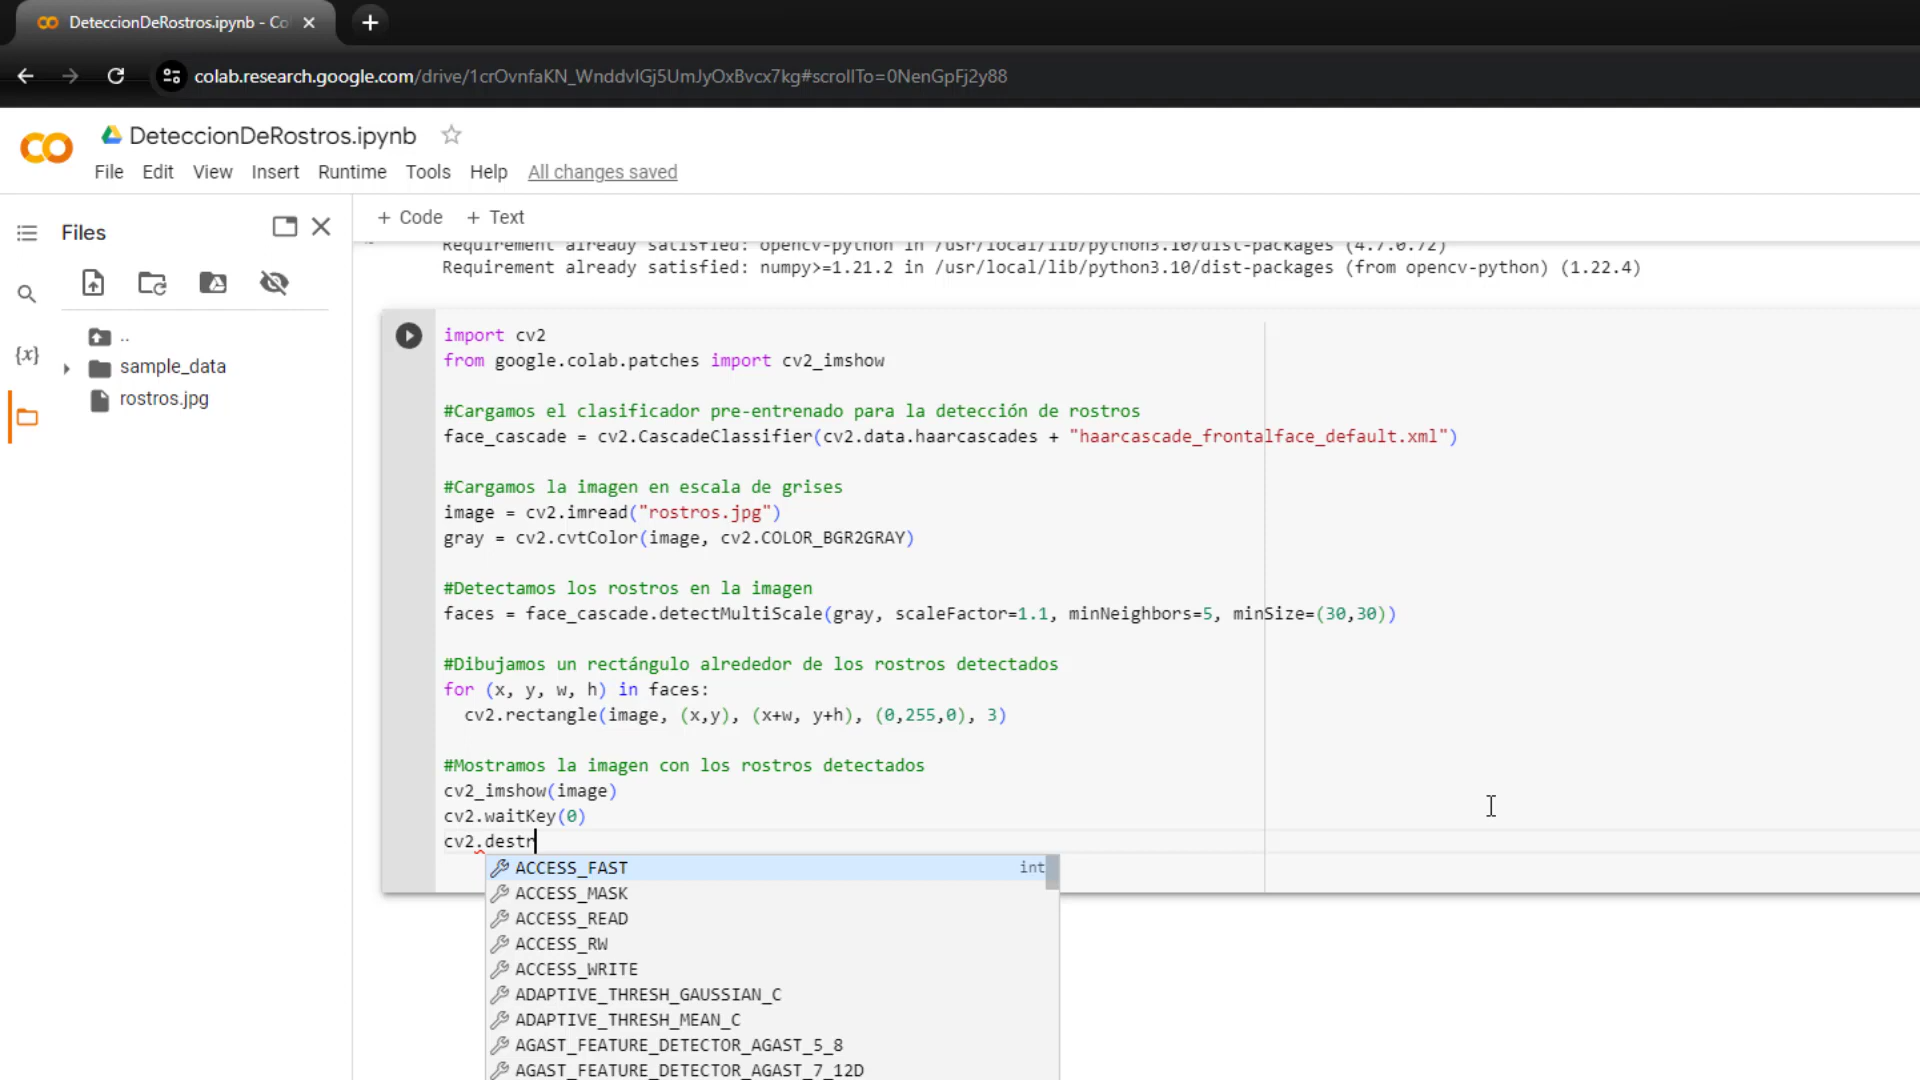 DeteccionDeRostros.ipynb - Co
colab.research.google.com/drive/1crOvnfaKN_WnddvlGj5UmJyOxBvcx7kg#scrollTo=0NenGpFj2y88
DeteccionDeRostros.ipynb
File Edit View Insert Runtime Tools Help All changes saved
Files
+ Code + Text
..
sample_data
rostros.jpg
{x}
Requirement already satisfied: opencv-python in /usr/local/lib/python3.10/dist-packages (4.7.0.72)
Requirement already satisfied: numpy>=1.21.2 in /usr/local/lib/python3.10/dist-packages (from opencv-python) (1.22.4)
import cv2
from google.colab.patches import cv2_imshow
#Cargamos el clasificador pre-entrenado para la detección de rostros
face_cascade = cv2.CascadeClassifier(cv2.data.haarcascades + "haarcascade_frontalface_default.xml")
#Cargamos la imagen en escala de grises
image = cv2.imread("rostros.jpg")
gray = cv2.cvtColor(image, cv2.COLOR_BGR2GRAY)
#Detectamos los rostros en la imagen
faces = face_cascade.detectMultiScale(gray, scaleFactor=1.1, minNeighbors=5, minSize=(30,30))
#Dibujamos un rectángulo alrededor de los rostros detectados
for (x, y, w, h) in faces:
cv2.rectangle(image, (x,y), (x+w, y+h), (0,255,0), 3)
#Mostramos la imagen con los rostros detectados
cv2_imshow(image)
cv2.waitKey(0)
cv2.destr
ACCESS_FAST int
ACCESS_MASK
ACCESS_READ
ACCESS_RW
ACCESS_WRITE
ADAPTIVE_THRESH_GAUSSIAN_C
ADAPTIVE_THRESH_MEAN_C
AGAST_FEATURE_DETECTOR_AGAST_5_8
AGAST_FEATURE_DETECTOR_AGAST_7_12D